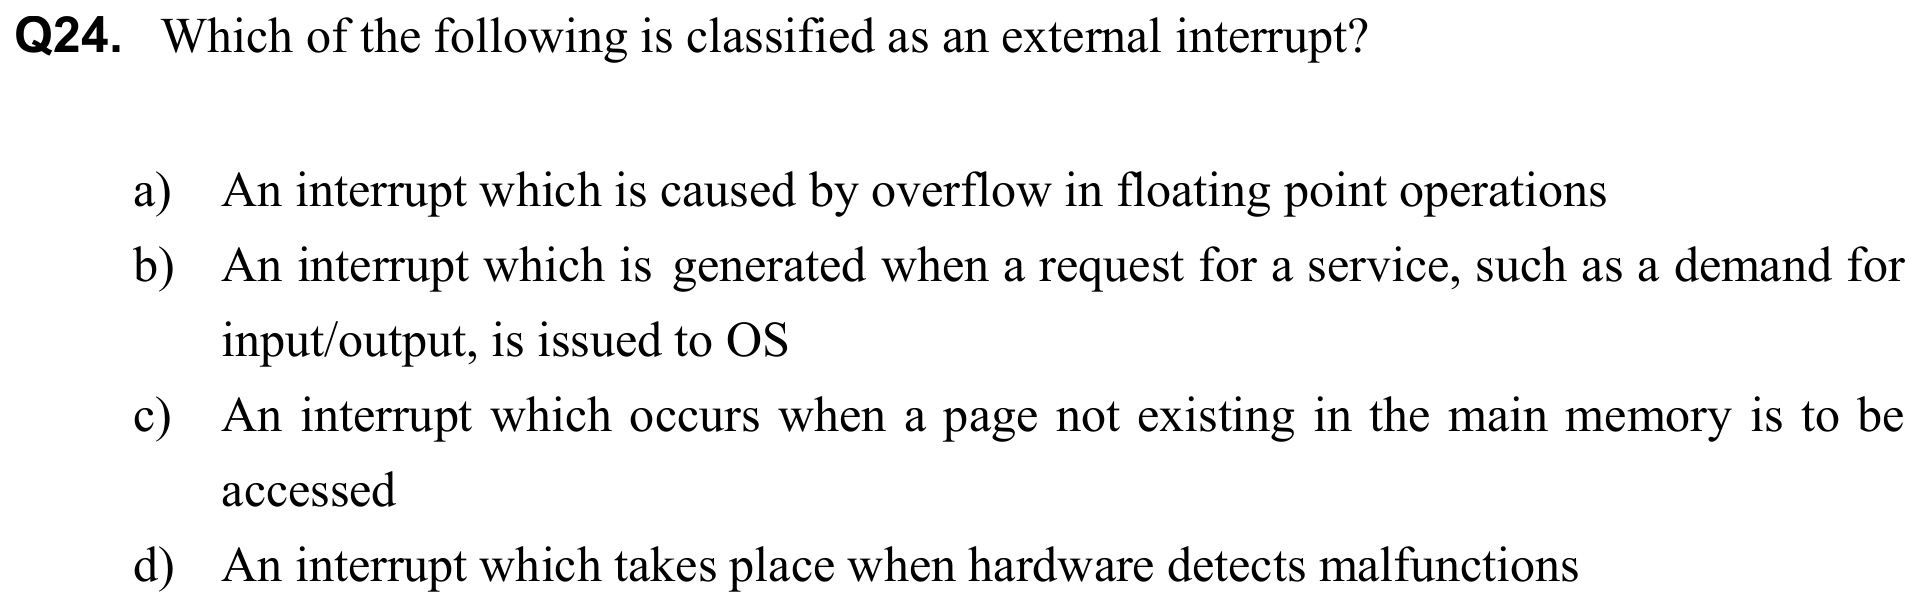 Q24. Which of the following is classified as an external interrupt?
a) An interrupt which is caused by overflow in floating point operations
b) An interrupt which is generated when a request for a service, such as a demand for
input/output, is issued to OS
c) An interrupt which occurs when a page not existing in the main memory is to be
accessed
d) An interrupt which takes place when hardware detects malfunctions